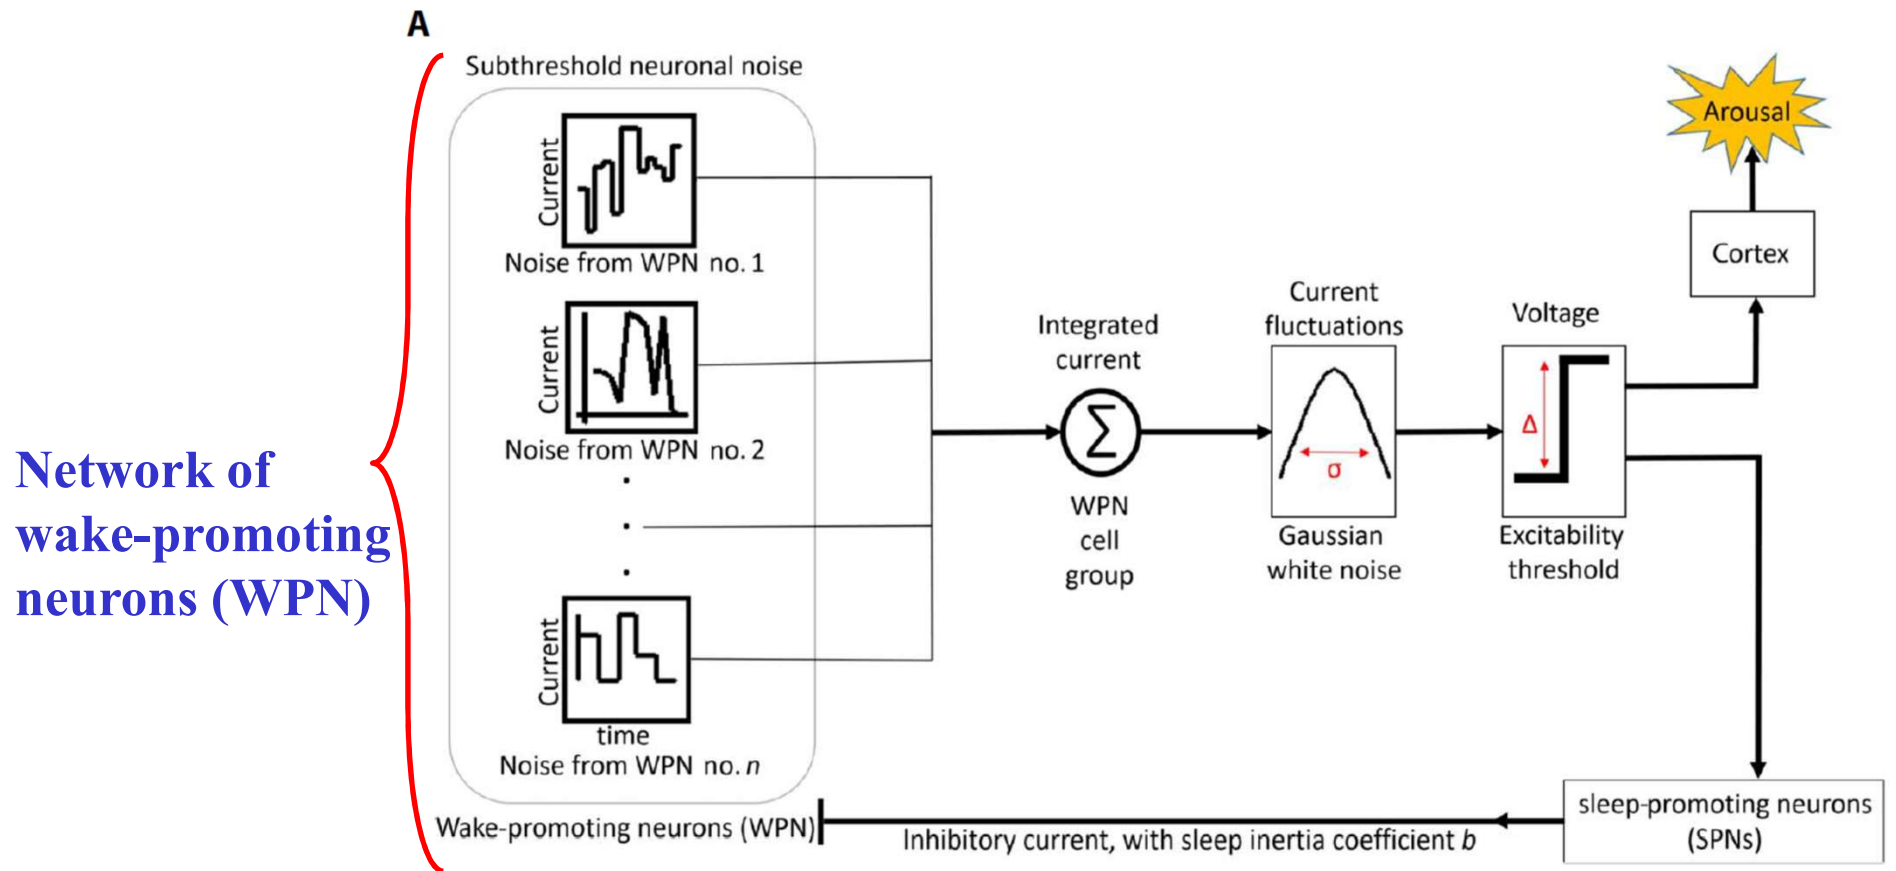 A
Subthreshold neuronal noise
Current
Noise from WPN no. 1
Current
Noise from WPN no. 2
Current
time
Noise from WPN no. n
Wake-promoting neurons (WPN)
Network of
wake-promoting
neurons (WPN)
Integrated
current
Σ
WPN
cell
group
Current
fluctuations
σ
Gaussian
white noise
Voltage
Δ
Excitability
threshold
Arousal
Cortex
sleep-promoting neurons
(SPNs)
Inhibitory current, with sleep inertia coefficient b